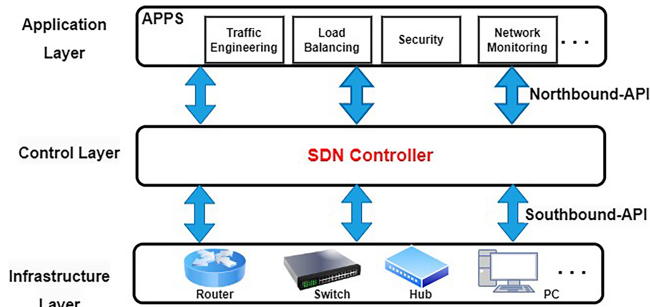 APPS
Application
Layer
Traffic
Engineering
Load
Balancing
Security
Network
Monitoring
. . .
Northbound-API
Control Layer
SDN Controller
Southbound-API
Infrastructure
Layer
Router
Switch
Hub
PC
. . .